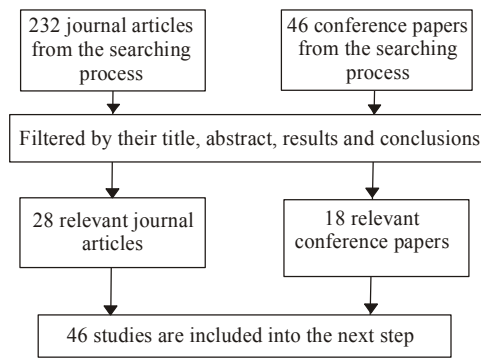 232 journal articles
from the searching
process
46 conference papers
from the searching
process
Filtered by their title, abstract, results and conclusions
28 relevant journal
articles
18 relevant
conference papers
46 studies are included into the next step